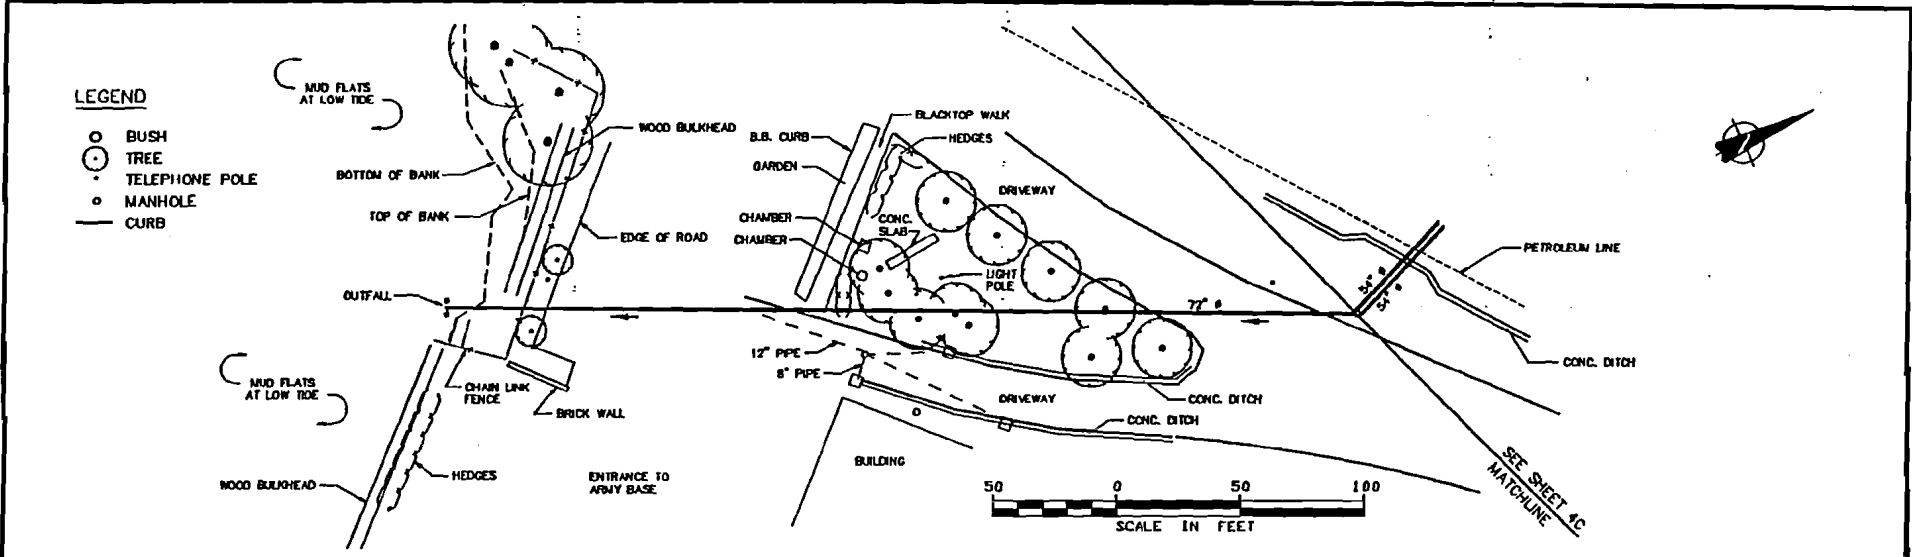 LEGEND
BUSH
TREE
TELEPHONE POLE
MANHOLE
CURB
MUD FLATS
AT LOW TIDE
BOTTOM OF BANK
TOP OF BANK
WOOD BULKHEAD
EDGE OF ROAD
OUTFALL
MUD FLATS
AT LOW TIDE
CHAIN LINK
FENCE
BRICK WALL
WOOD BULKHEAD
HEDGES
ENTRANCE TO
ARMY BASE
B.B. CURB
GARDEN
CHAMBER
CHAMBER
BLACKTOP WALK
HEDGES
CONC.
SLAB
DRIVEWAY
LIGHT
POLE
12" PIPE
8" PIPE
DRIVEWAY
CONC. DITCH
CONC. DITCH
BUILDING
54" ø
54" ø
PETROLEUM LINE
CONC. DITCH
SEE SHEET 4C
MATCHLINE
50 0 50 100
SCALE IN FEET